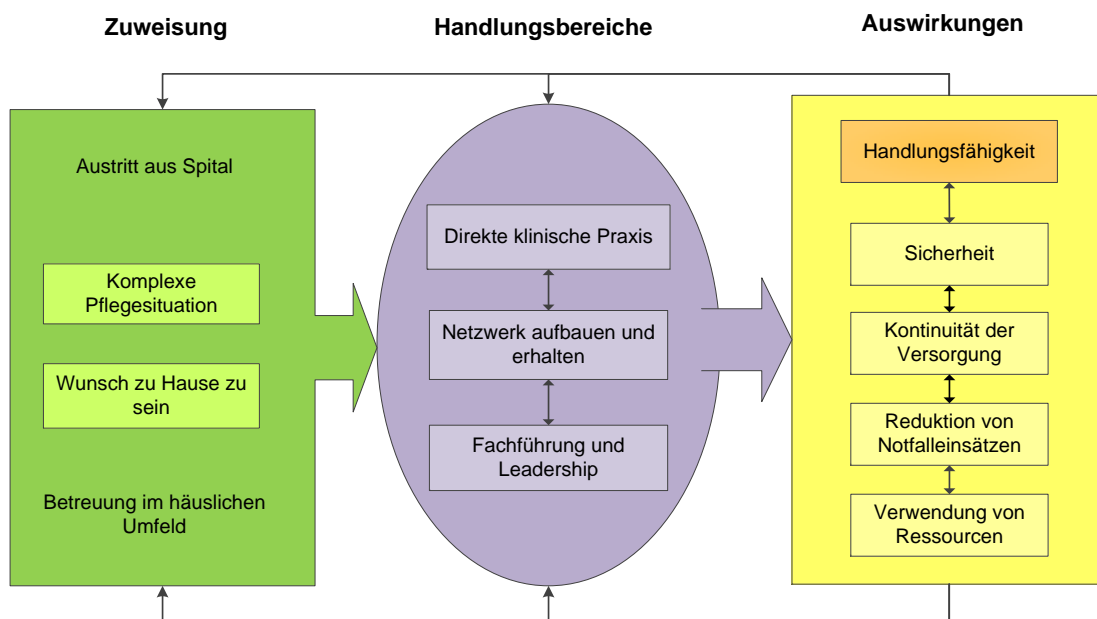 Zuweisung
Handlungsbereiche
Auswirkungen
Austritt aus Spital
Komplexe
Pflegesituation
Wunsch zu Hause zu
sein
Betreuung im häuslichen
Umfeld
Direkte klinische Praxis
Netzwerk aufbauen und
erhalten
Fachführung und
Leadership
Handlungsfähigkeit
Sicherheit
Kontinuität der
Versorgung
Reduktion von
Notfalleinsätzen
Verwendung von
Ressourcen